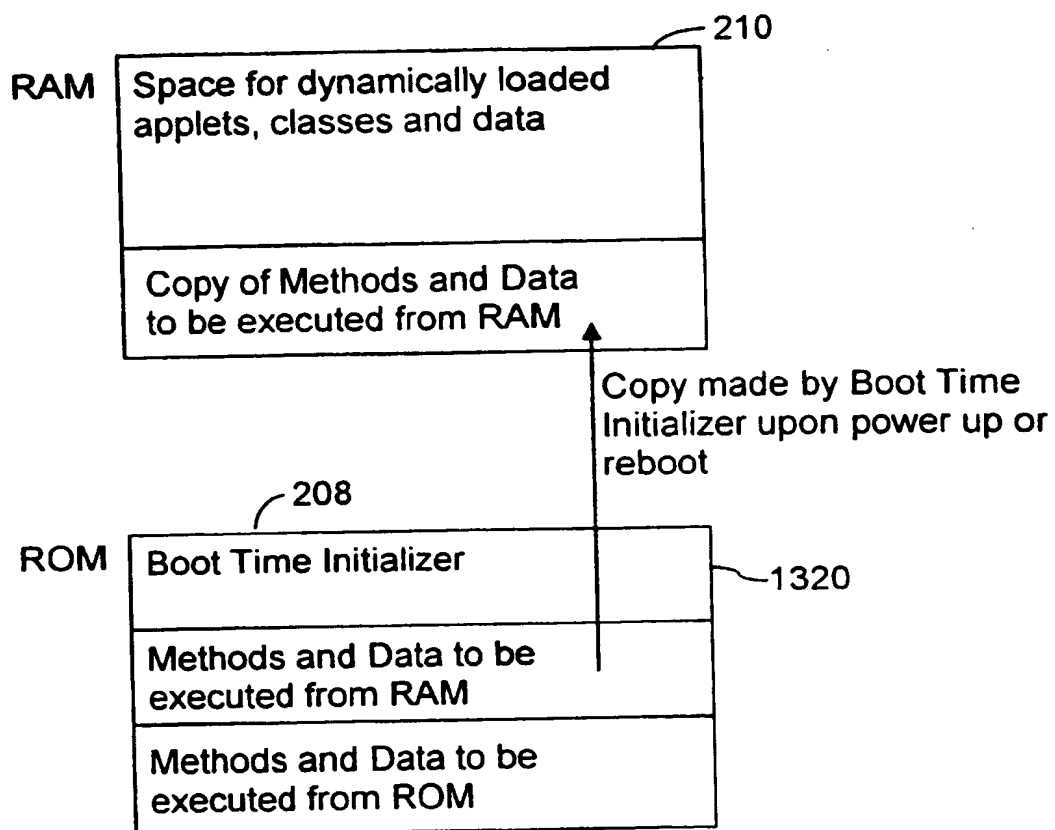 210
RAM
Space for dynamically loaded
applets, classes and data
Copy of Methods and Data
to be executed from RAM
Copy made by Boot Time
Initializer upon power up or
reboot
208
ROM
Boot Time Initializer
1320
Methods and Data to be
executed from RAM
Methods and Data to be
executed from ROM